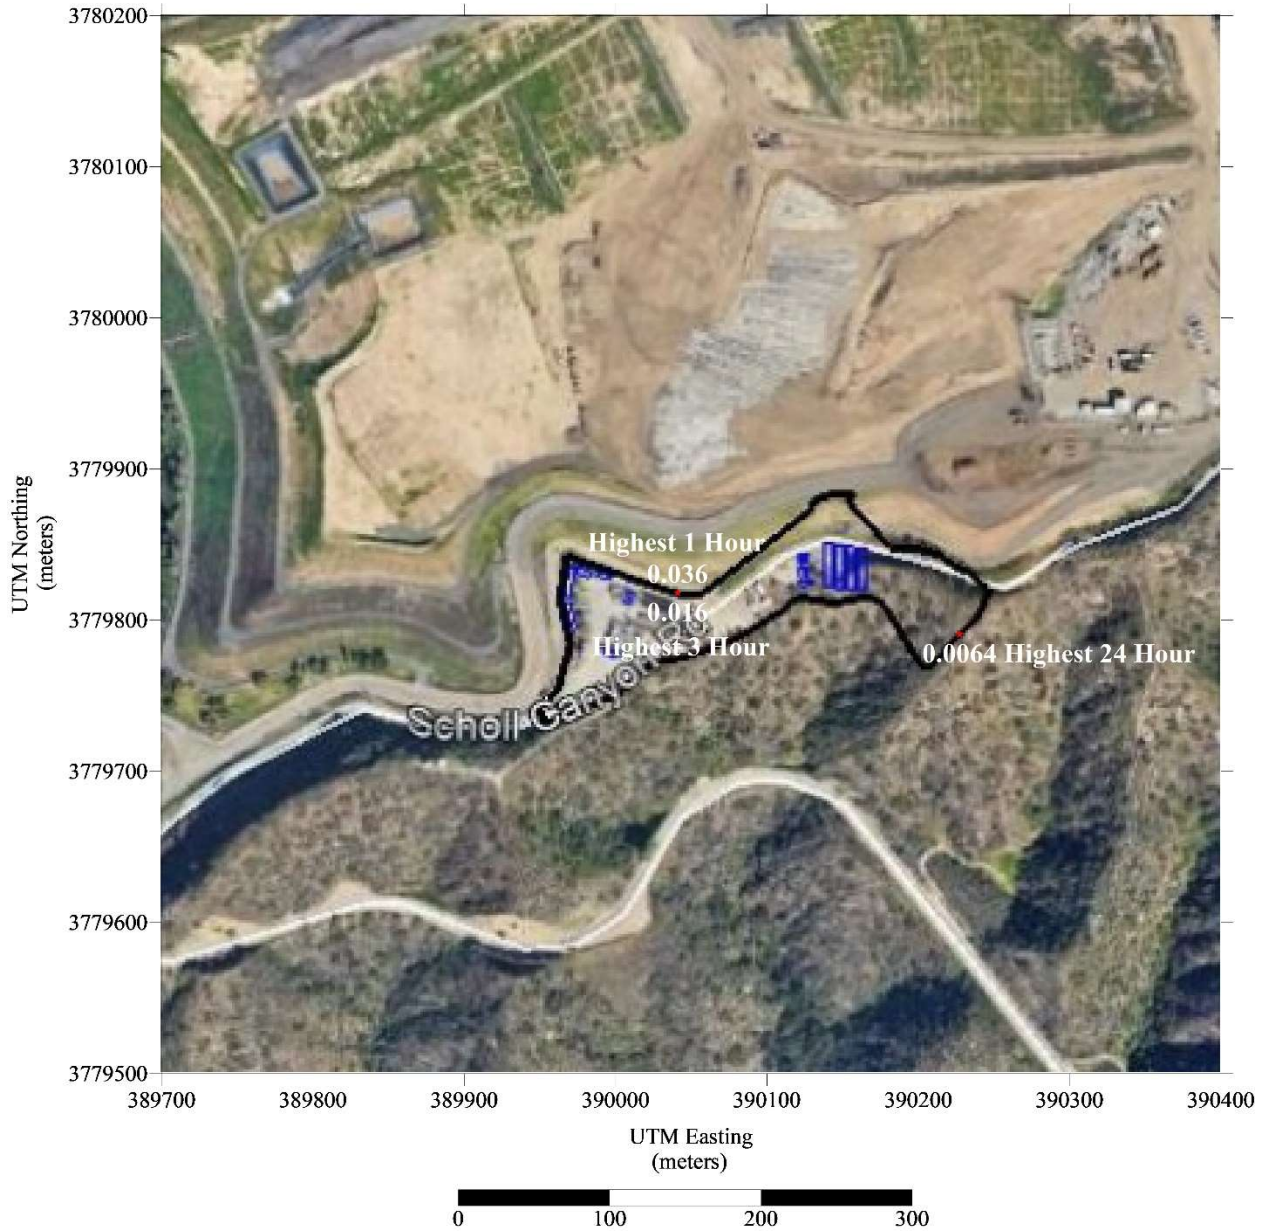 3780200
3780100
3780000
3779900
3779800
3779700
3779600
3779500
UTM Northing
(meters)
Highest 1 Hour
0.036
0.016
Highest 3 Hour
0.0064 Highest 24 Hour
Scholl Canyon
389700 389800 389900 390000 390100 390200 390300 390400
UTM Easting
(meters)
0 100 200 300